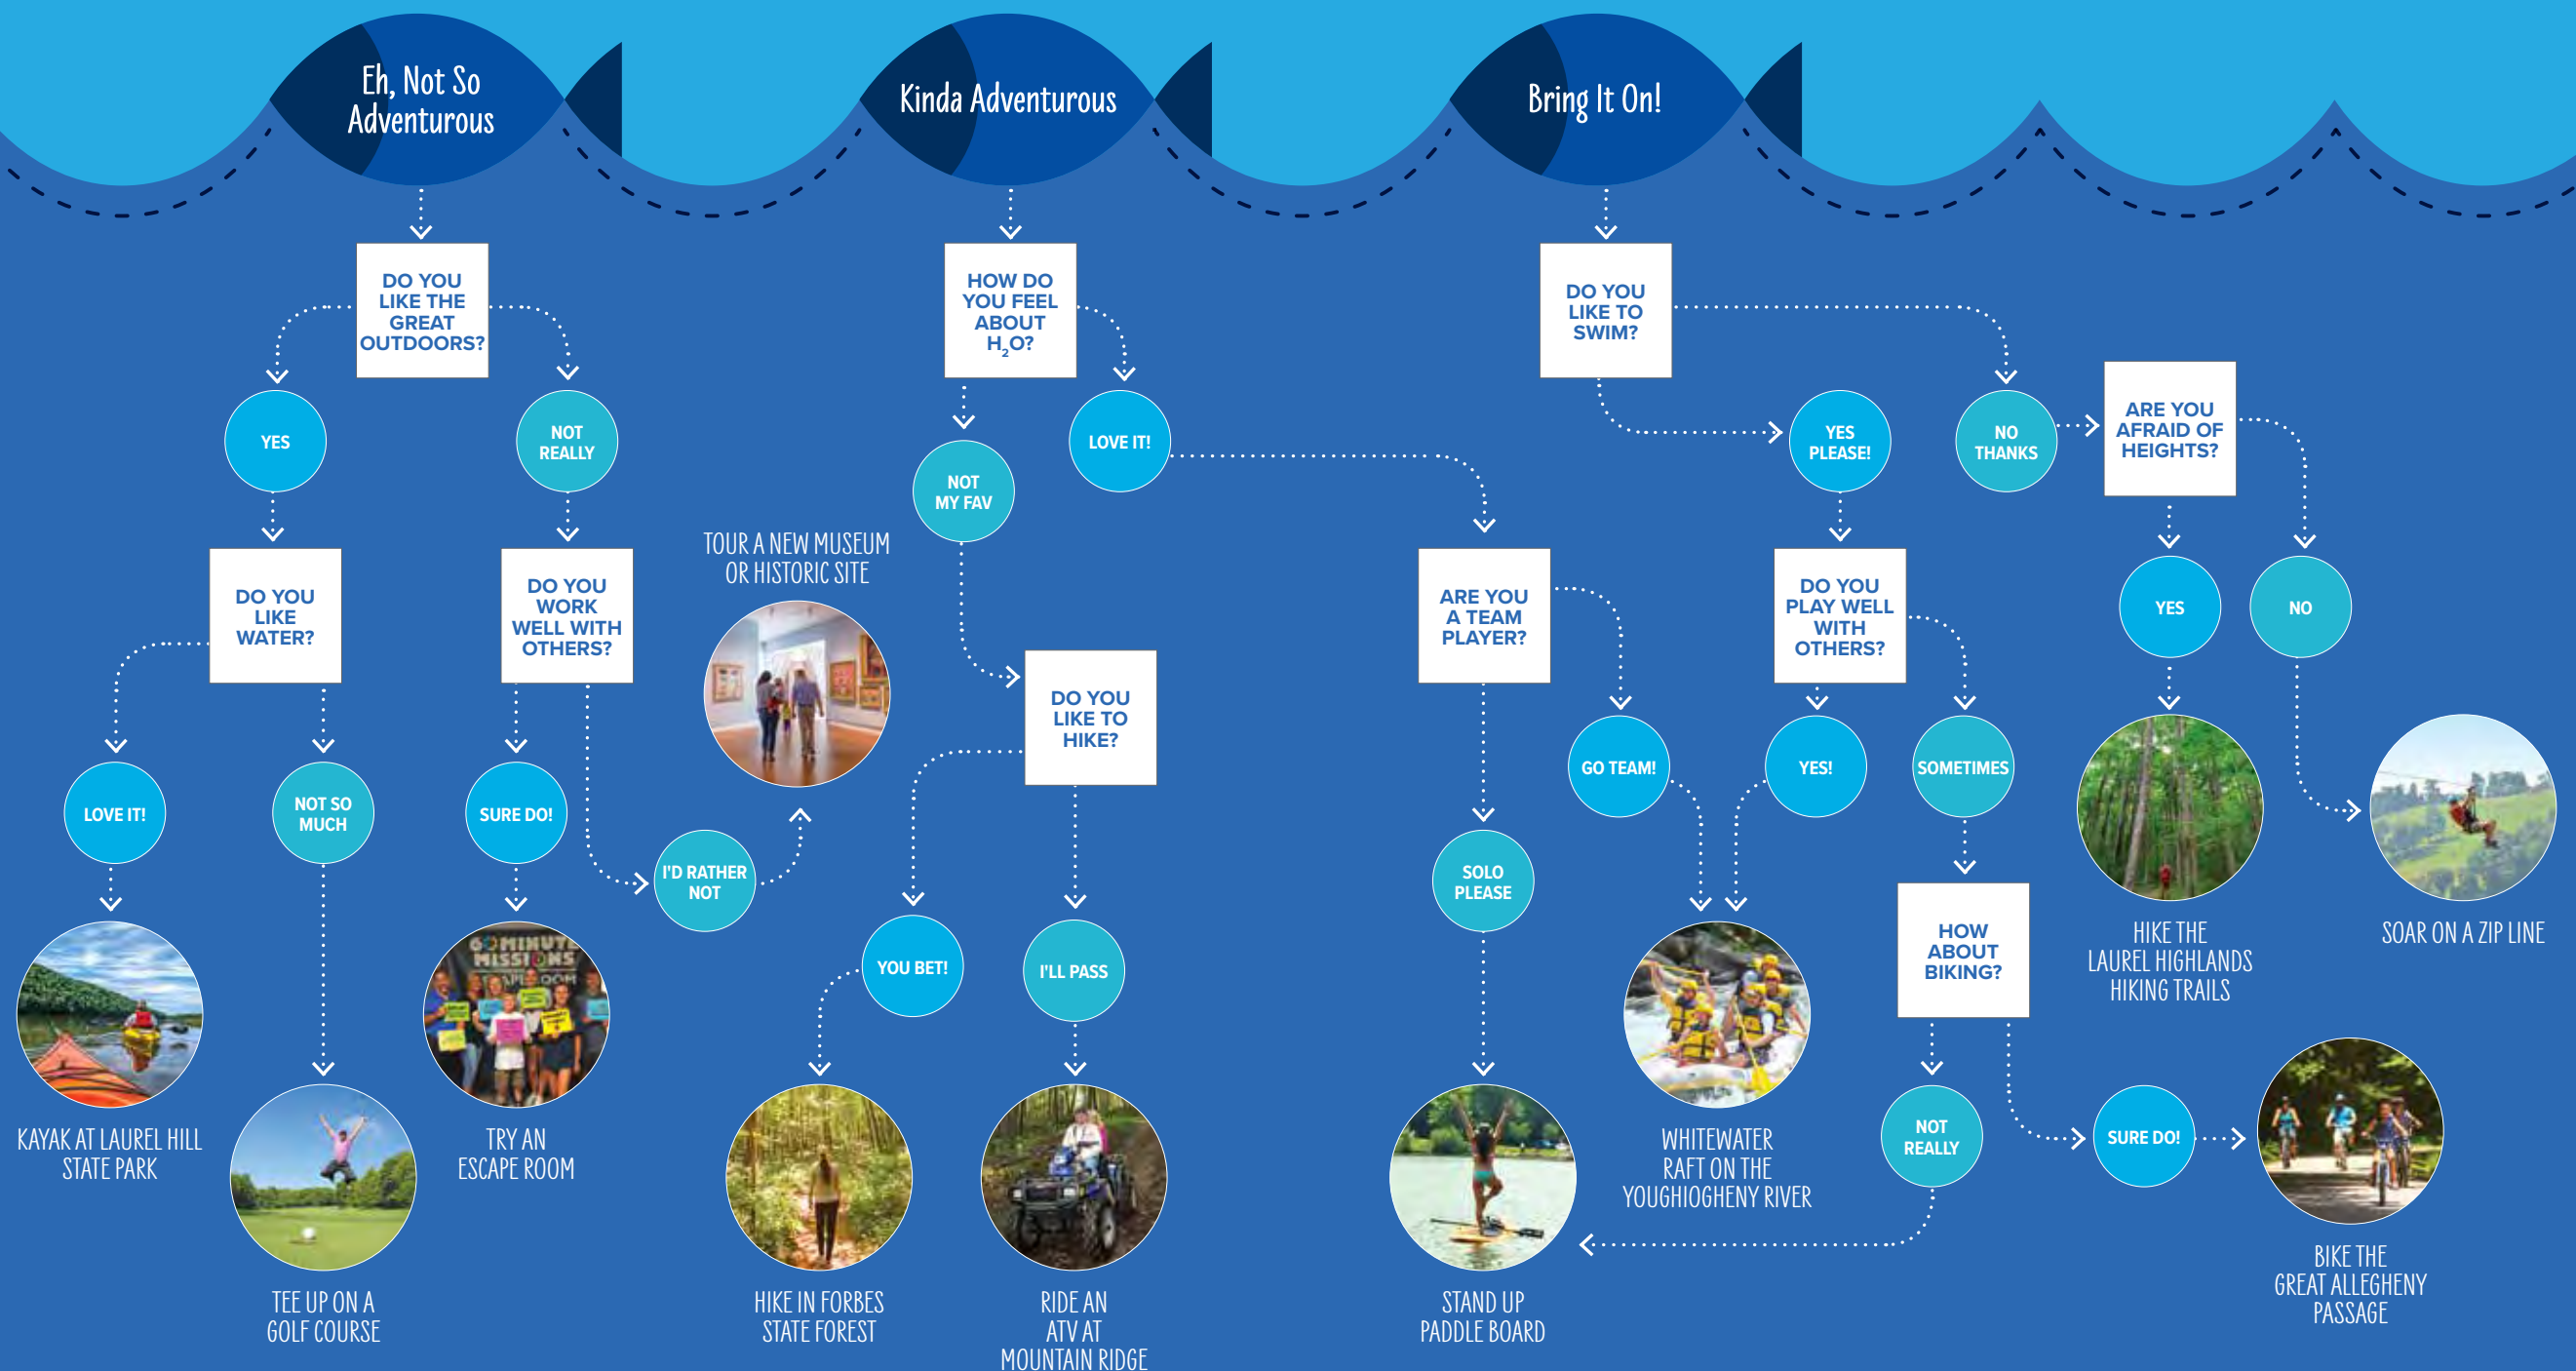 Eh, Not So
Adventurous
Kinda Adventurous
Bring It On!
DO YOU
LIKE THE
GREAT
OUTDOORS?
YES
NOT
REALLY
DO YOU
LIKE
WATER?
DO YOU
WORK
WELL WITH
OTHERS?
LOVE IT!
NOT SO
MUCH
SURE DO!
I'D RATHER
NOT
TOUR A NEW MUSEUM
OR HISTORIC SITE
KAYAK AT LAUREL HILL
STATE PARK
TEE UP ON A
GOLF COURSE
60 MINUTE
MISSIONS
TRY AN
ESCAPE ROOM
HOW DO
YOU FEEL
ABOUT
H₂O?
NOT
MY FAV
LOVE IT!
DO YOU
LIKE TO
HIKE?
YOU BET!
I'LL PASS
HIKE IN FORBES
STATE FOREST
RIDE AN
ATV AT
MOUNTAIN RIDGE
ARE YOU
A TEAM
PLAYER?
GO TEAM!
SOLO
PLEASE
STAND UP
PADDLE BOARD
DO YOU
LIKE TO
SWIM?
YES
PLEASE!
NO
THANKS
DO YOU
PLAY WELL
WITH
OTHERS?
YES!
SOMETIMES
WHITEWATER
RAFT ON THE
YOUGHIOGHENY RIVER
HOW
ABOUT
BIKING?
NOT
REALLY
SURE DO!
BIKE THE
GREAT ALLEGHENY
PASSAGE
ARE YOU
AFRAID OF
HEIGHTS?
YES
NO
HIKE THE
LAUREL HIGHLANDS
HIKING TRAILS
SOAR ON A ZIP LINE